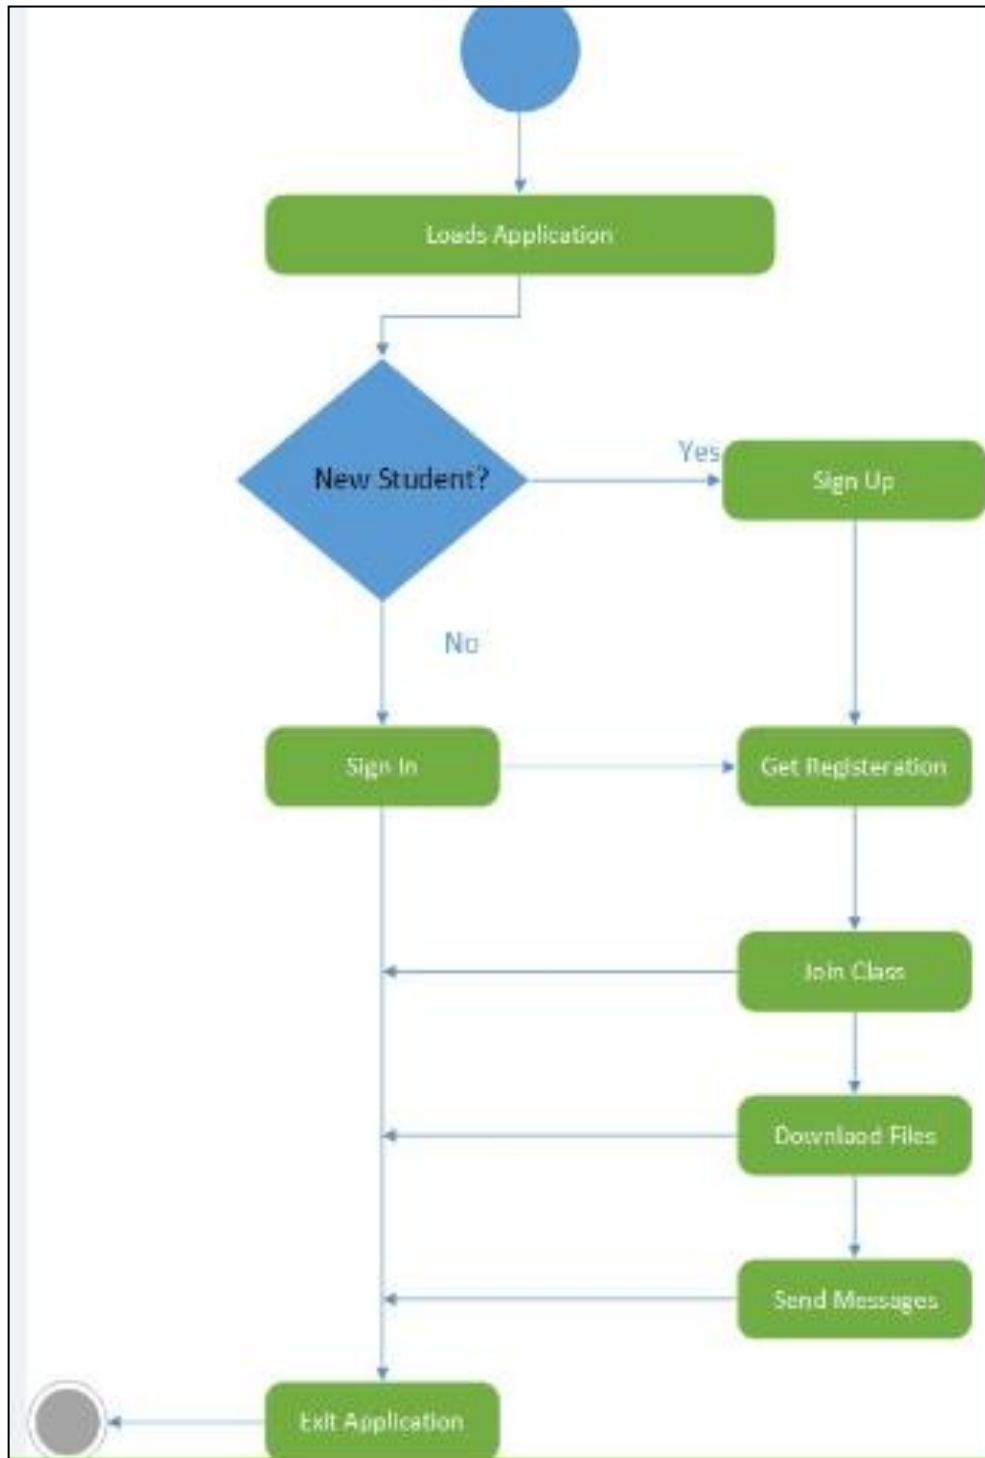 Loads Application
New Student?
Yes
Sign Up
No
Sign In
Get Registeration
Join Class
Downlaod Files
Send Messages
Exit Application